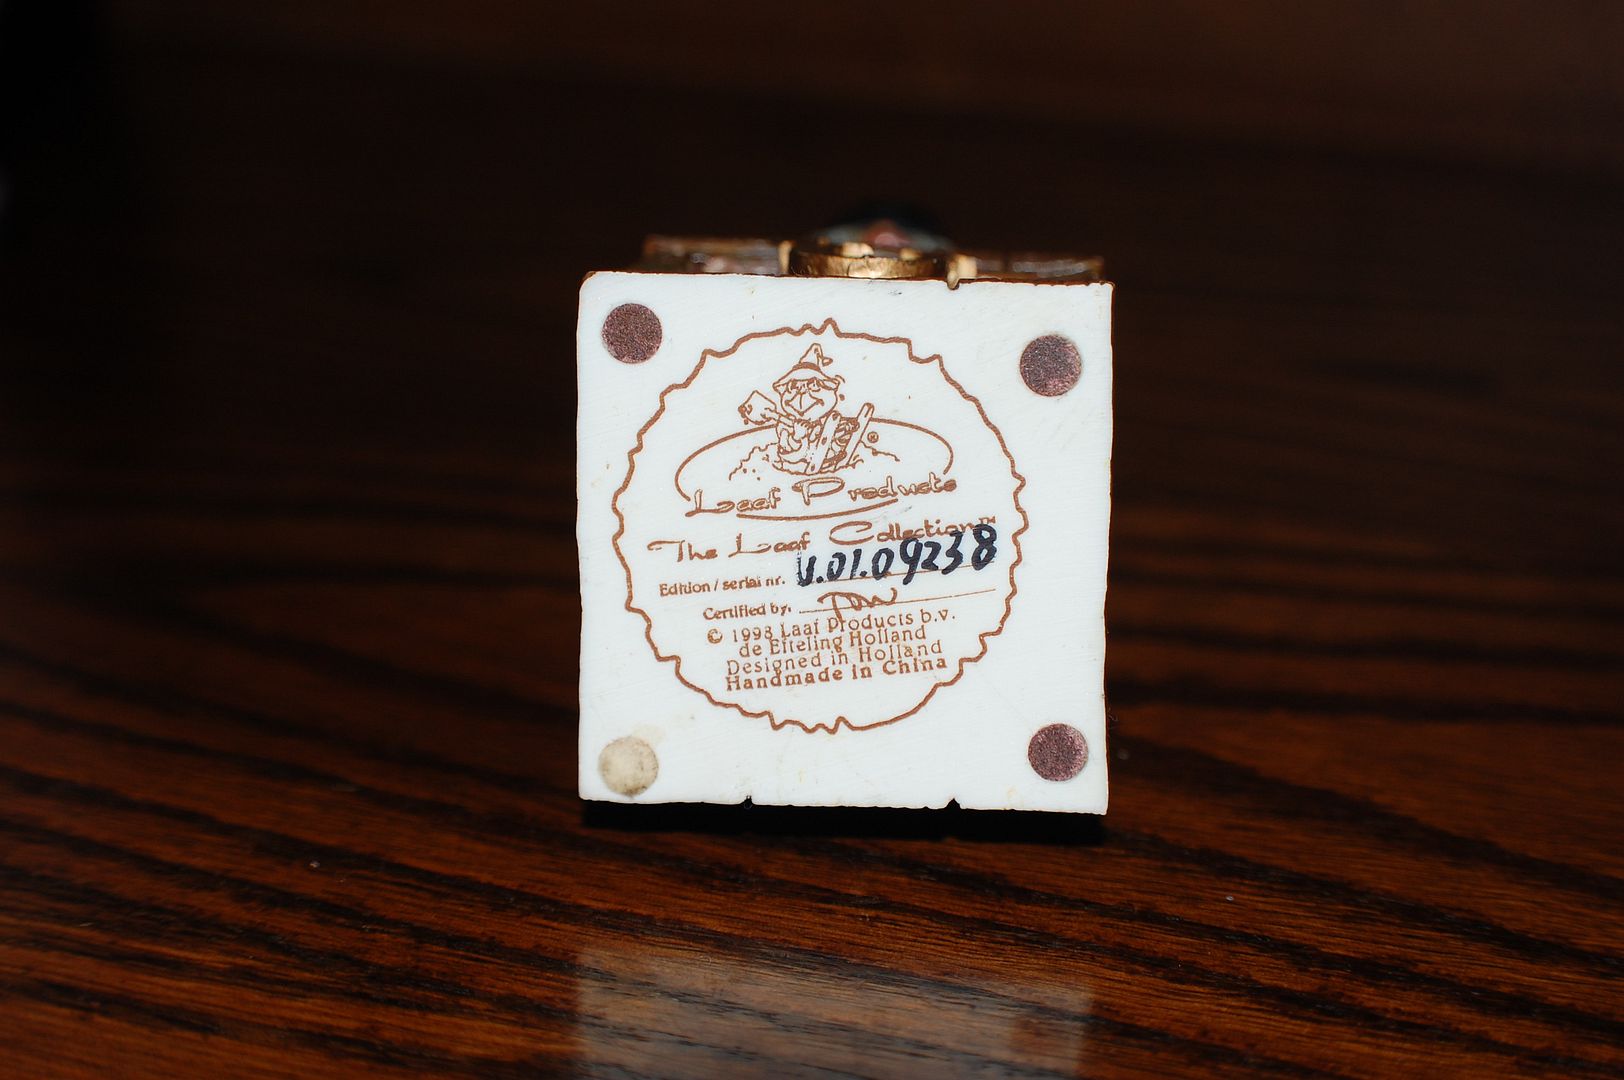 ®
Laaf Products
The Laaf Collection™
Edition / serial nr. V.01.09238
Certified by.
© 1998 Laaf Products b.v.
de Efteling Holland
Designed in Holland
Handmade in China